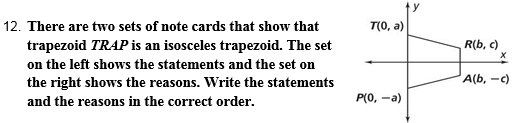 12. There are two sets of note cards that show that
trapezoid TRAP is an isosceles trapezoid. The set
on the left shows the statements and the set on
the right shows the reasons. Write the statements
and the reasons in the correct order.
y
T(0, a)
R(b, c)
x
A(b, −c)
P(0, −a)